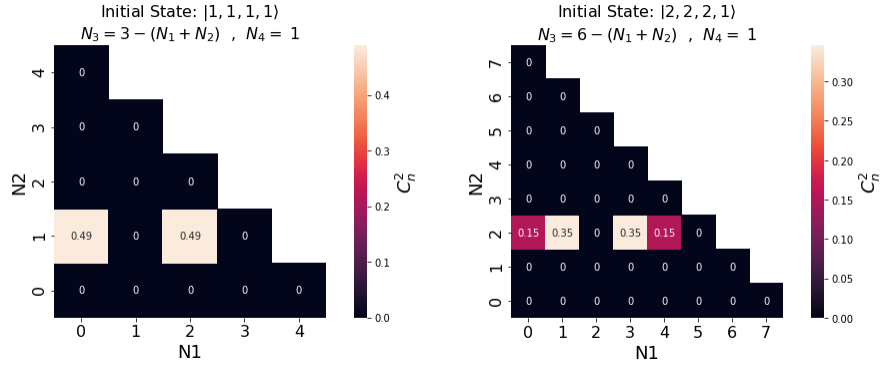 Initial State: |1, 1, 1, 1⟩
N₃ = 3 − (N₁ + N₂) , N₄ = 1
4 0
3 0 0
2 0 0 0
1 0.49 0 0.49 0
0 0 0 0 0 0
0 1 2 3 4
N1
N2
0.4
0.3
0.2
0.1
0.0
C²ₙ
Initial State: |2, 2, 2, 1⟩
N₃ = 6 − (N₁ + N₂) , N₄ = 1
7 0
6 0 0
5 0 0 0
4 0 0 0 0
3 0 0 0 0 0
2 0.15 0.35 0 0.35 0.15 0
1 0 0 0 0 0 0 0
0 0 0 0 0 0 0 0 0
0 1 2 3 4 5 6 7
N1
N2
0.30
0.25
0.20
0.15
0.10
0.05
0.00
C²ₙ